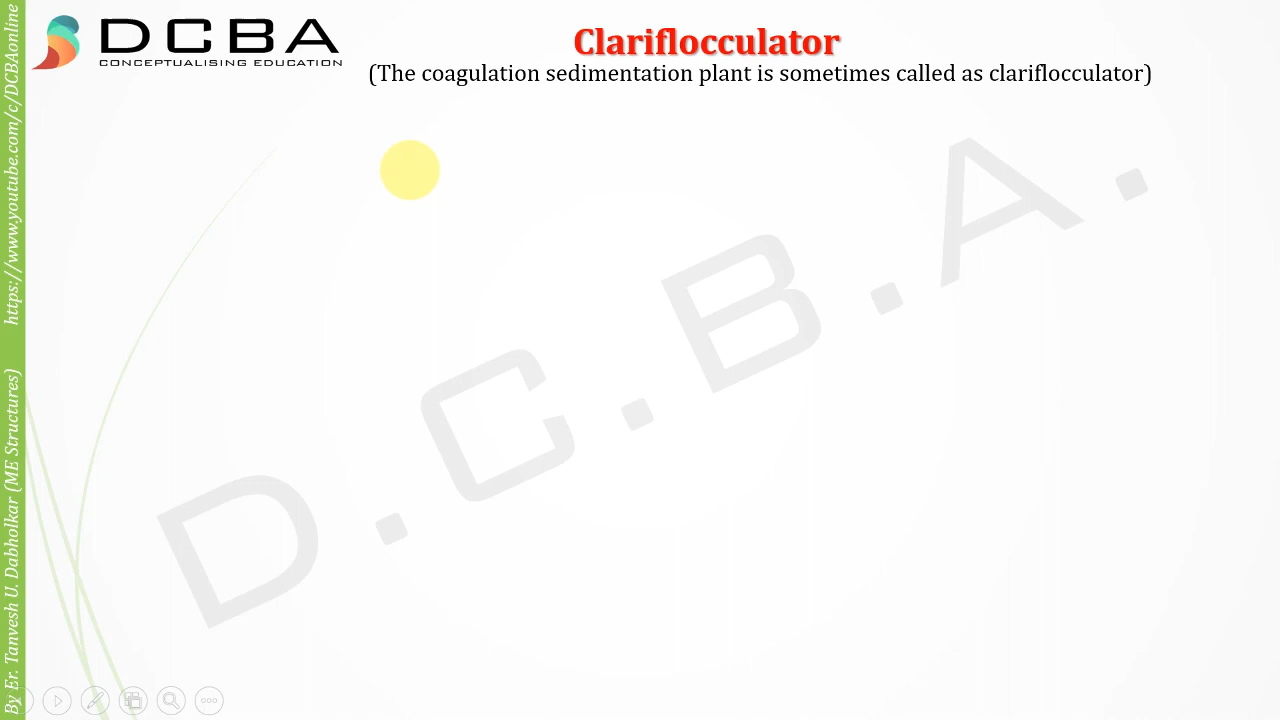 DCBA
CONCEPTUALISING EDUCATION
Clariflocculator
(The coagulation sedimentation plant is sometimes called as clariflocculator)
D.C.B.A.
By Er. Tanvesh U. Dabholkar (ME Structures) https://www.youtube.com/c/DCBAonline